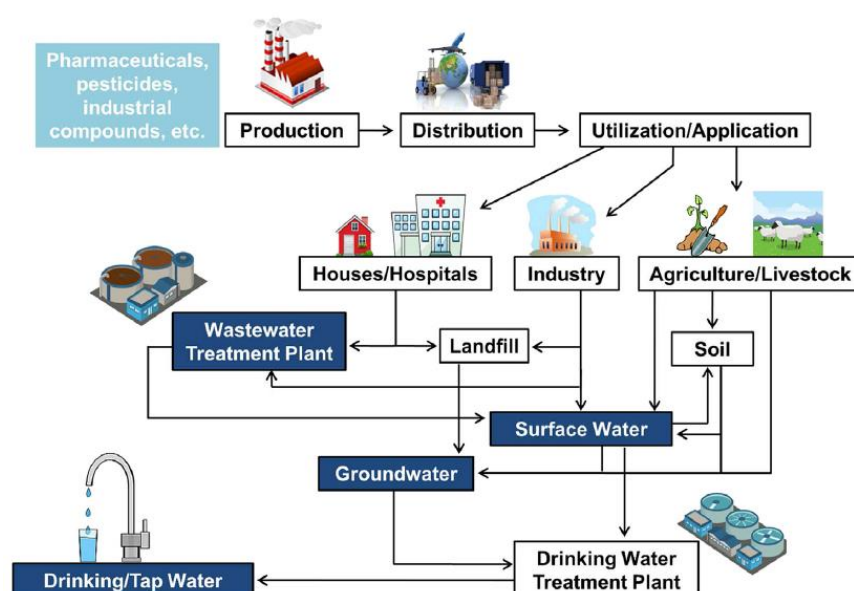 Pharmaceuticals,
pesticides,
industrial
compounds, etc.
Production
Distribution
Utilization/Application
Houses/Hospitals
Industry
Agriculture/Livestock
Wastewater
Treatment Plant
Landfill
Soil
Surface Water
Groundwater
Drinking Water
Treatment Plant
Drinking/Tap Water